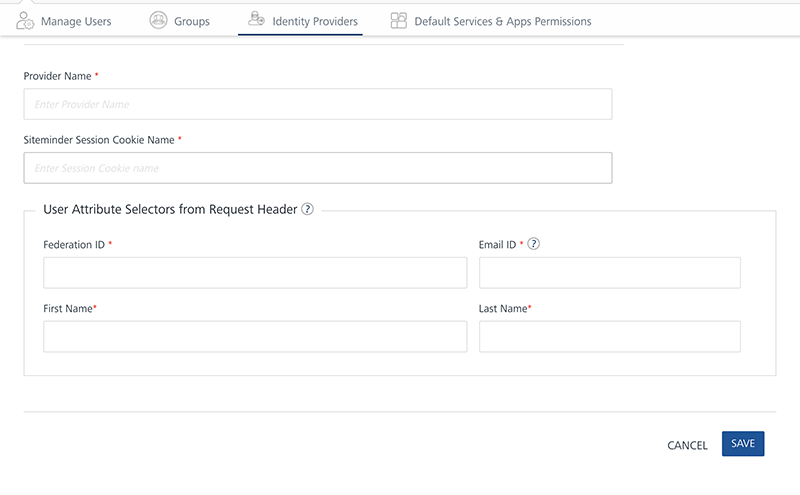 Manage Users Groups Identity Providers Default Services & Apps Permissions
Provider Name *
Enter Provider Name
Siteminder Session Cookie Name *
Enter Session Cookie name
User Attribute Selectors from Request Header ?
Federation ID * Email ID * ?
First Name* Last Name*
CANCEL SAVE